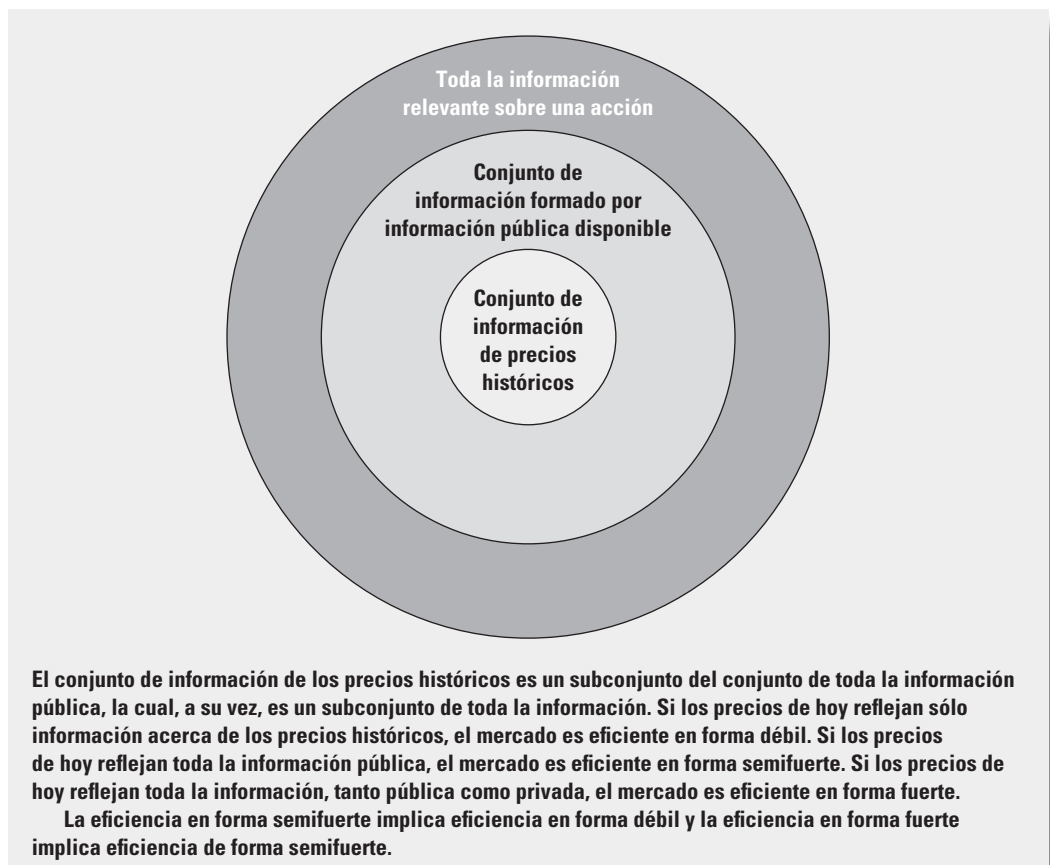 Toda la información
relevante sobre una acción
Conjunto de
información formado por
información pública disponible
Conjunto de
información
de precios
históricos
El conjunto de información de los precios históricos es un subconjunto del conjunto de toda la información
pública, la cual, a su vez, es un subconjunto de toda la información. Si los precios de hoy reflejan sólo
información acerca de los precios históricos, el mercado es eficiente en forma débil. Si los precios
de hoy reflejan toda la información pública, el mercado es eficiente en forma semifuerte. Si los precios de
hoy reflejan toda la información, tanto pública como privada, el mercado es eficiente en forma fuerte.
La eficiencia en forma semifuerte implica eficiencia en forma débil y la eficiencia en forma fuerte
implica eficiencia de forma semifuerte.